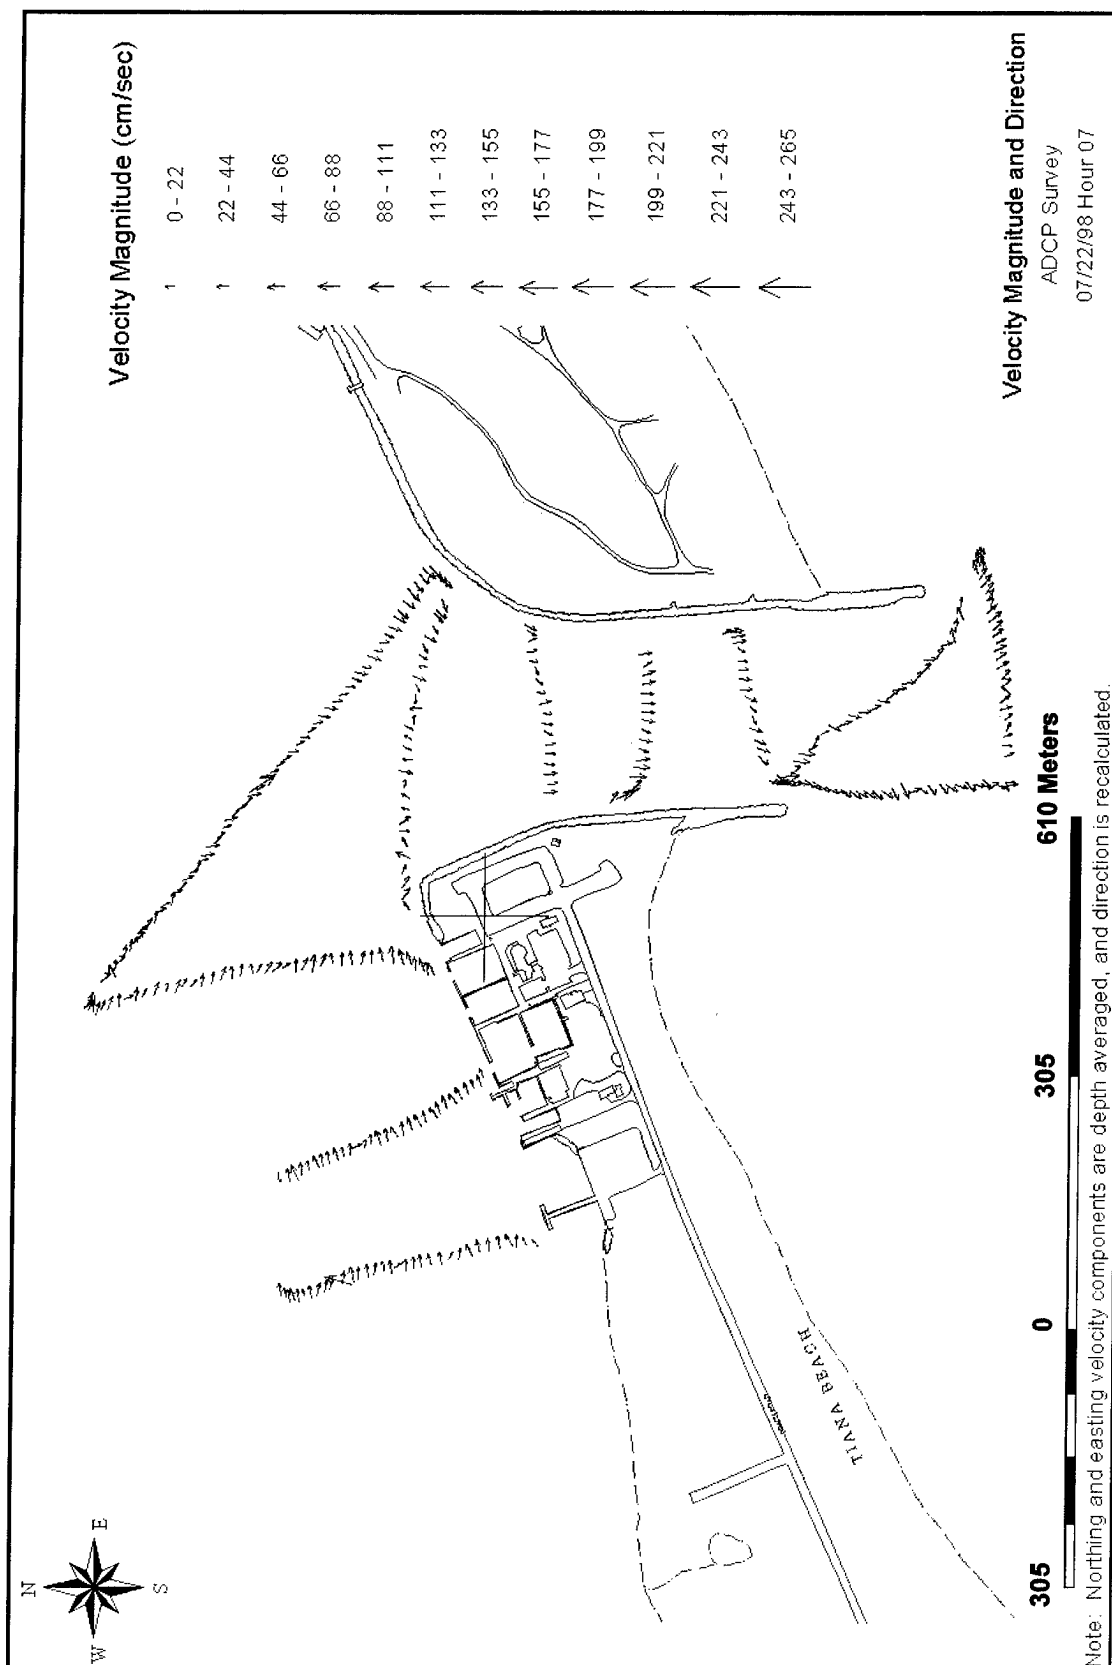 N
W
E
S
Velocity Magnitude (cm/sec)
0 - 22
22 - 44
44 - 66
66 - 88
88 - 111
111 - 133
133 - 155
155 - 177
177 - 199
199 - 221
221 - 243
243 - 265
TIANA BEACH
305
0
305
610 Meters
Velocity Magnitude and Direction
ADCP Survey
07/22/98 Hour 07
Note: Northing and easting velocity components are depth averaged, and direction is recalculated.